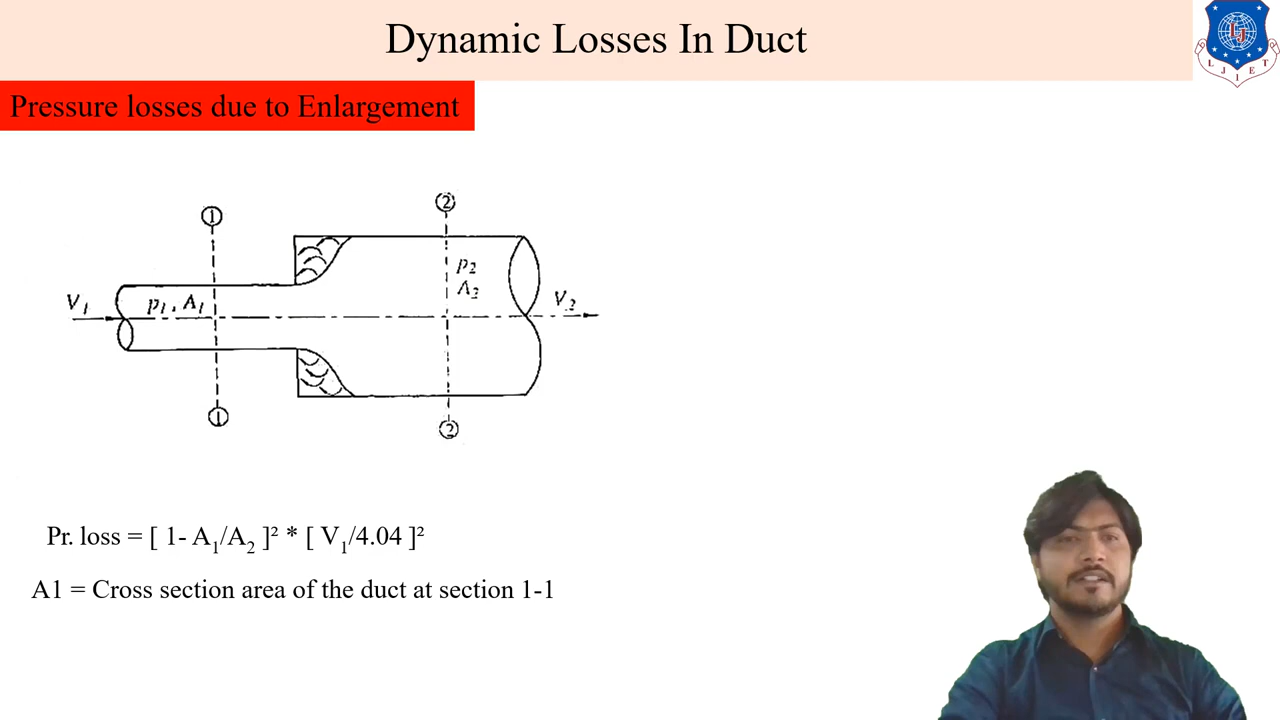 Dynamic Losses In Duct
LJ
L J I E T
Pressure losses due to Enlargement
① ②
p₂
A₂
V₁ p₁, A₁ V₂
① ②
Pr. loss = [ 1- A₁/A₂ ]² * [ V₁/4.04 ]²
A1 = Cross section area of the duct at section 1-1